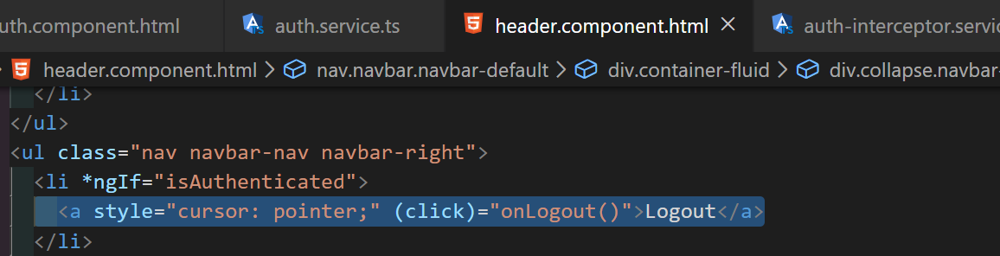 uth.component.html auth.service.ts header.component.html auth-interceptor.servic
header.component.html > nav.navbar.navbar-default > div.container-fluid > div.collapse.navbar-
</li>
</ul>
<ul class="nav navbar-nav navbar-right">
<li *ngIf="isAuthenticated">
<a style="cursor: pointer;" (click)="onLogout()">Logout</a>
</li>